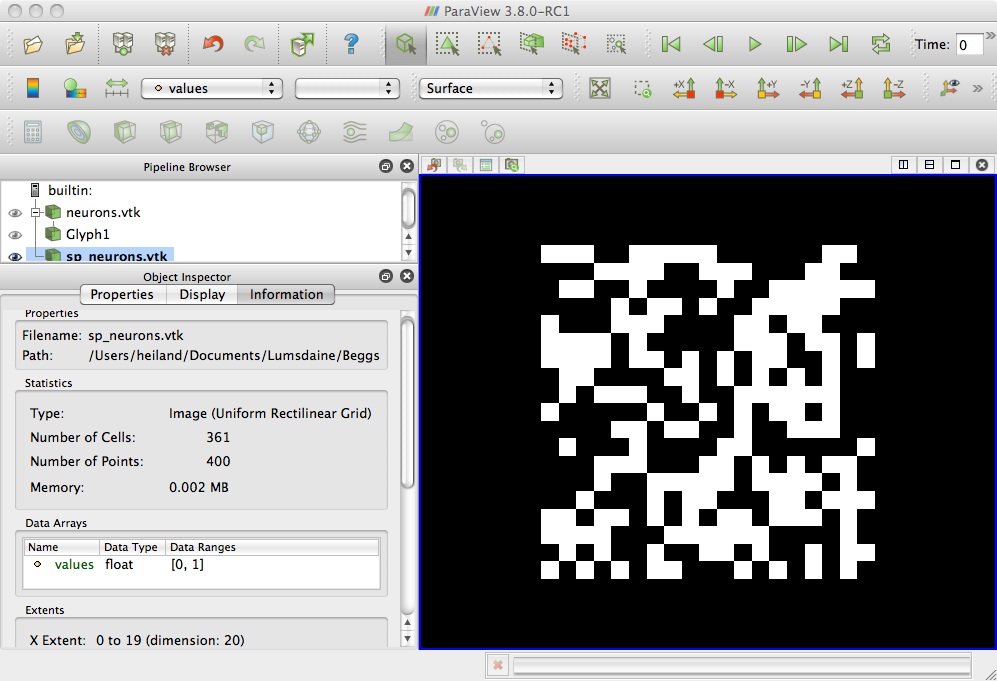 ParaView 3.8.0-RC1
Time: 0
values
Surface
+X -X +Y -Y +Z -Z
Pipeline Browser
builtin:
neurons.vtk
Glyph1
sp_neurons.vtk
Object Inspector
Properties Display Information
Properties
Filename: sp_neurons.vtk
Path: /Users/heiland/Documents/Lumsdaine/Beggs
Statistics
Type: Image (Uniform Rectilinear Grid)
Number of Cells: 361
Number of Points: 400
Memory: 0.002 MB
Data Arrays
Name Data Type Data Ranges
values float [0, 1]
Extents
X Extent: 0 to 19 (dimension: 20)